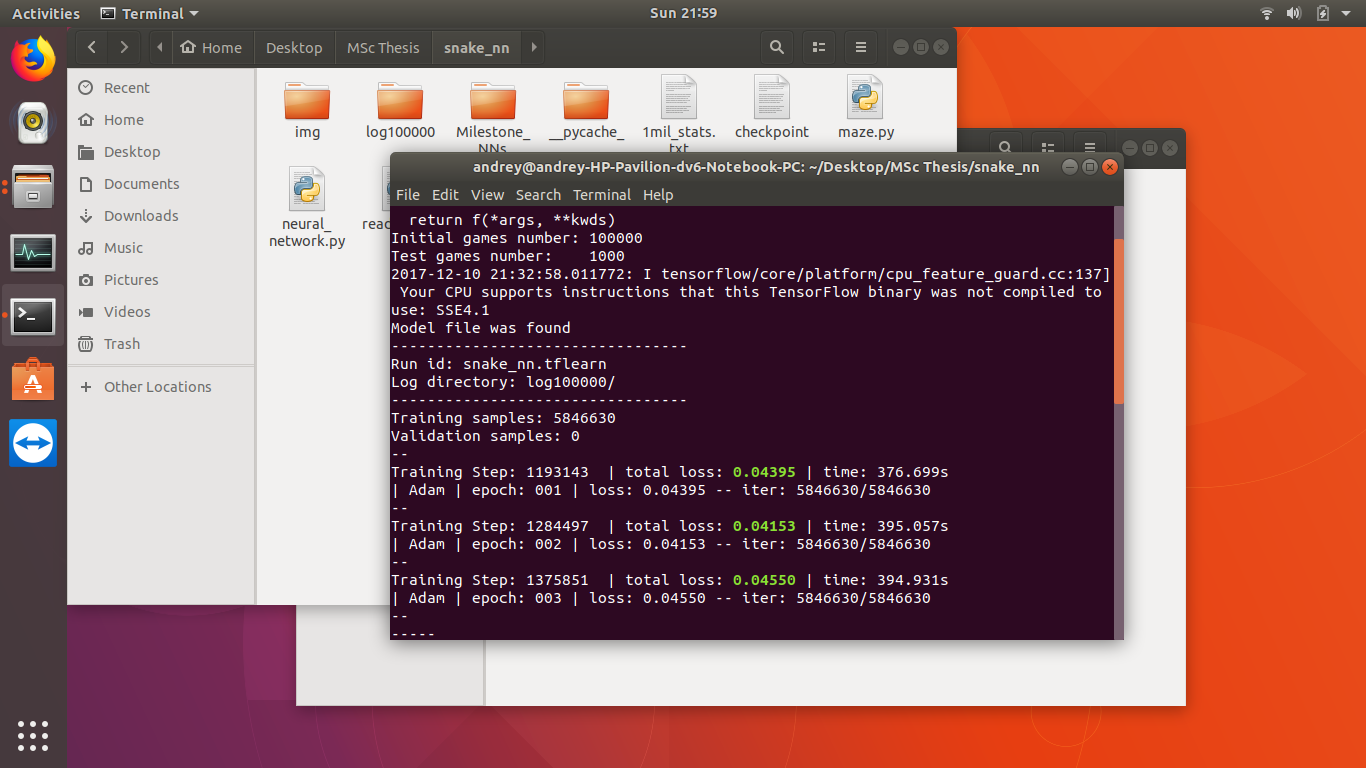 Activities
Terminal
Sun 21:59
Home
Desktop
MSc Thesis
snake_nn
Recent
Home
Desktop
Documents
Downloads
Music
Pictures
Videos
Trash
+ Other Locations
img
log100000
Milestone_
NNs
__pycache_
1mil_stats.
txt
checkpoint
maze.py
neural_
network.py
andrey@andrey-HP-Pavilion-dv6-Notebook-PC: ~/Desktop/MSc Thesis/snake_nn
File Edit View Search Terminal Help
return f(*args, **kwds)
Initial games number: 100000
Test games number:    1000
2017-12-10 21:32:58.011772: I tensorflow/core/platform/cpu_feature_guard.cc:137]
Your CPU supports instructions that this TensorFlow binary was not compiled to
use: SSE4.1
Model file was found
---------------------------------
Run id: snake_nn.tflearn
Log directory: log100000/
---------------------------------
Training samples: 5846630
Validation samples: 0
--
Training Step: 1193143  | total loss: 0.04395 | time: 376.699s
| Adam | epoch: 001 | loss: 0.04395 -- iter: 5846630/5846630
--
Training Step: 1284497  | total loss: 0.04153 | time: 395.057s
| Adam | epoch: 002 | loss: 0.04153 -- iter: 5846630/5846630
--
Training Step: 1375851  | total loss: 0.04550 | time: 394.931s
| Adam | epoch: 003 | loss: 0.04550 -- iter: 5846630/5846630
--
-----